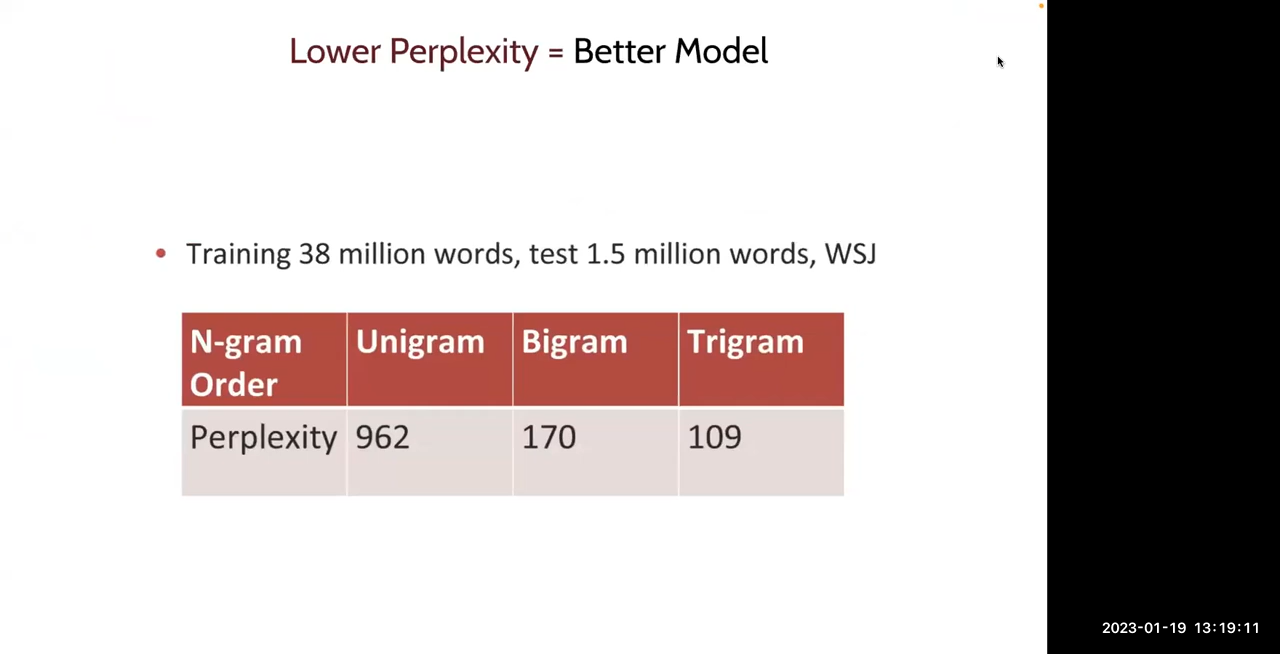 Lower Perplexity = Better Model
• Training 38 million words, test 1.5 million words, WSJ
N-gram Order Unigram Bigram Trigram
Perplexity 962 170 109
2023-01-19 13:19:11